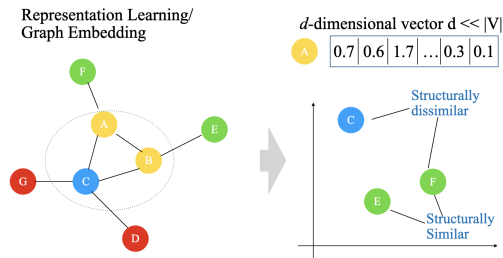 Representation Learning/
Graph Embedding
F
A
E
B
G
C
D
d-dimensional vector d << |V|
A 0.7 | 0.6 | 1.7 | … | 0.3 | 0.1
Structurally
dissimilar
C
F
E
Structurally
Similar